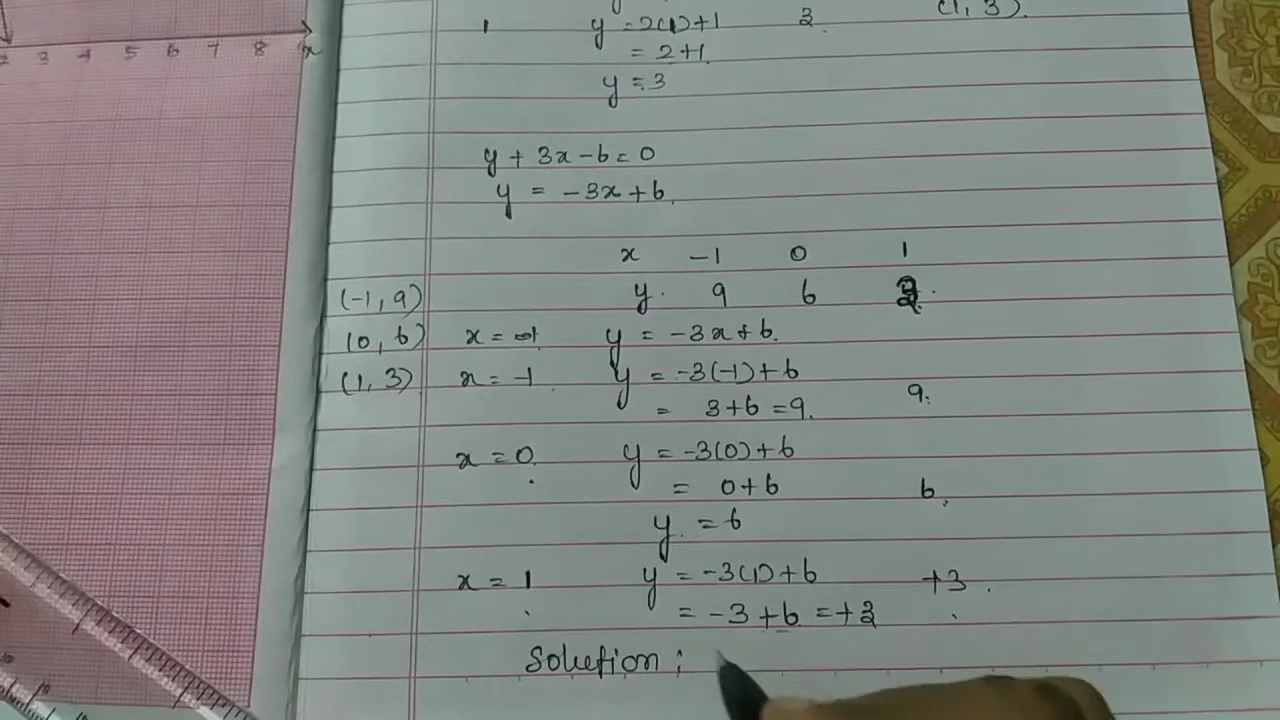 y = 2(1)+1 3 (1, 3).
1
= 2+1
y = 3
2 3 4 5 6 7 8 x
y + 3x - 6 = 0
y = -3x + 6
x -1 0 1
y 9 6 3
(-1, 9)
(0, 6) y = -3x + 6
(1, 3) x = -1 y = -3(-1) + 6
= 3+6 = 9. 9.
x = 0 y = -3(0) + 6
= 0+6 6.
y = 6
x = 1 y = -3(1) + 6 +3.
= -3 + 6 = +3
Solution :